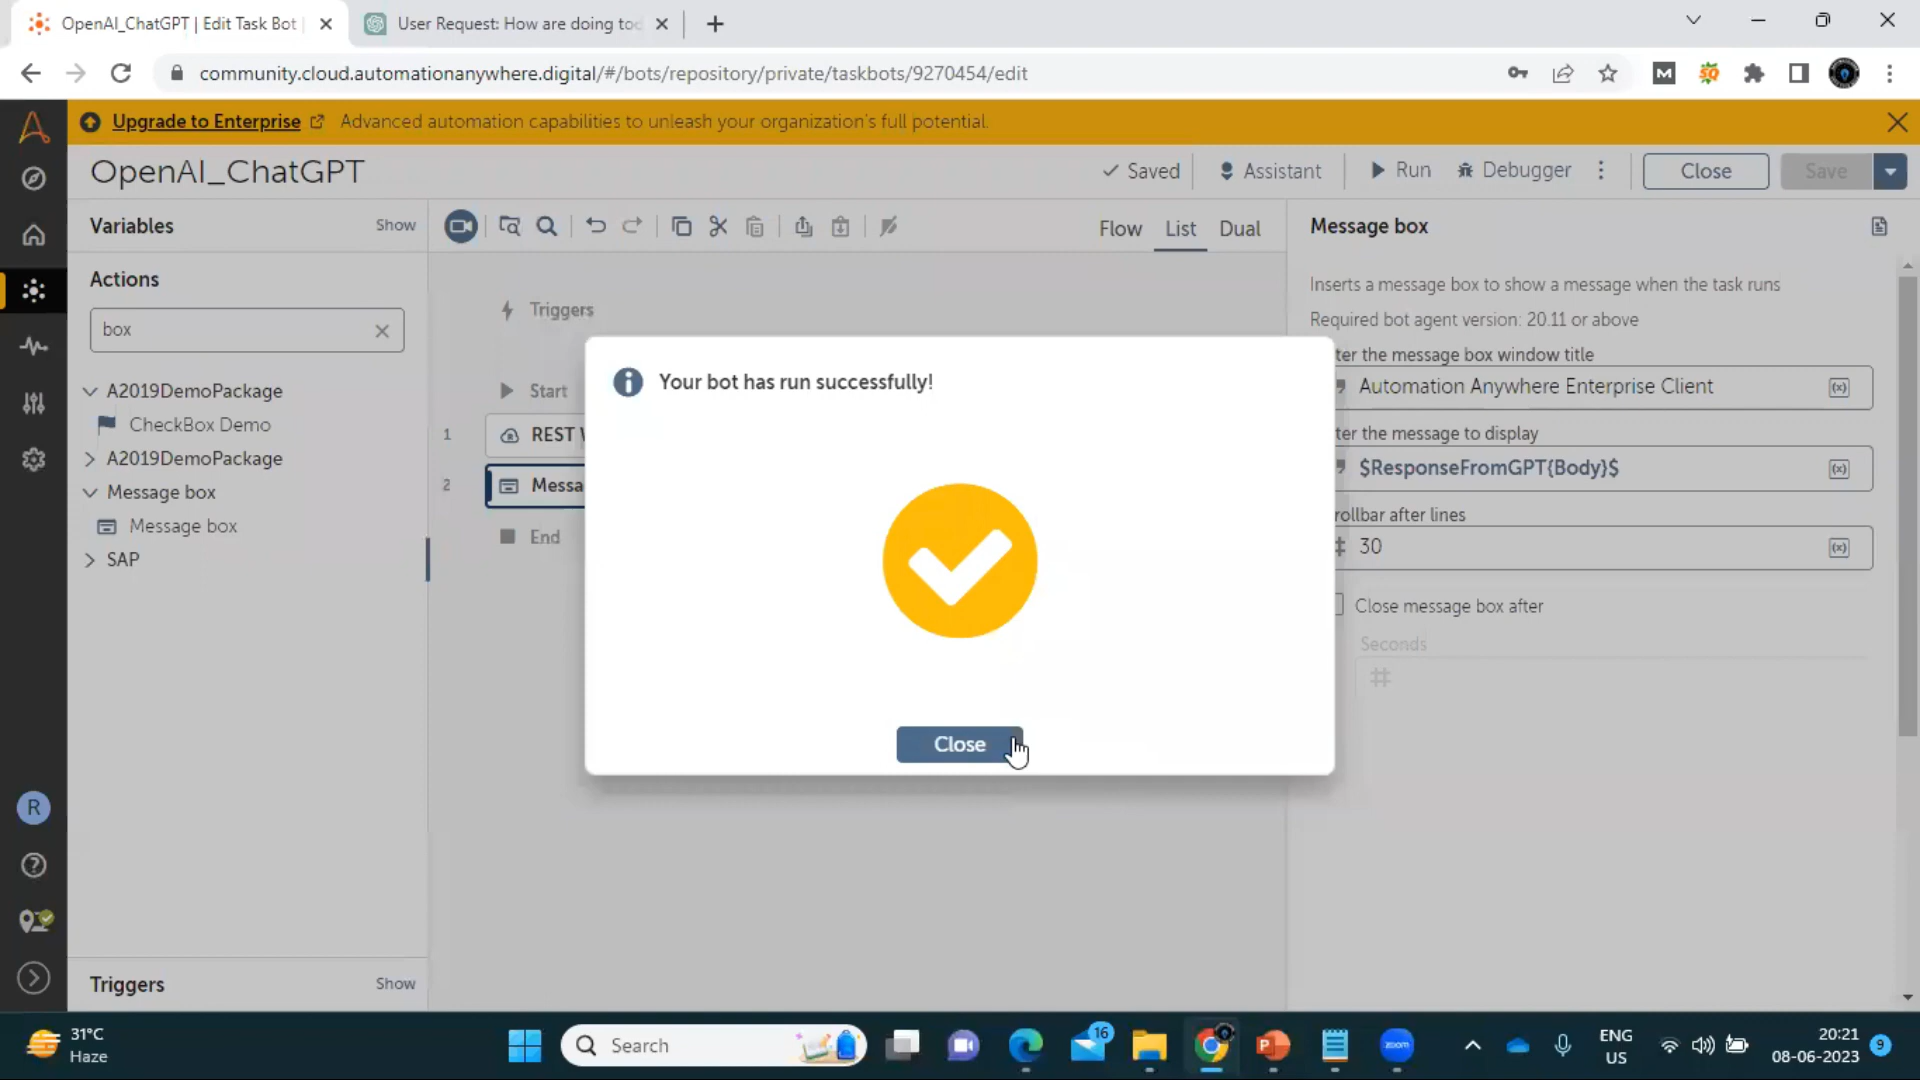 OpenAI_ChatGPT | Edit Task Bot
User Request: How are doing tod
community.cloud.automationanywhere.digital/#/bots/repository/private/taskbots/9270454/edit
Upgrade to Enterprise Advanced automation capabilities to unleash your organization's full potential.
OpenAI_ChatGPT
Saved Assistant Run Debugger Close Save
Variables Show
Flow List Dual
Message box
Actions
box
Inserts a message box to show a message when the task runs
Required bot agent version: 20.11 or above
Triggers
ter the message box window title
Automation Anywhere Enterprise Client
A2019DemoPackage
CheckBox Demo
A2019DemoPackage
Message box
Message box
SAP
Start
1 REST
2 Messa
End
Your bot has run successfully!
Close
ter the message to display
$ResponseFromGPT{Body}$
rollbar after lines
30
Close message box after
Seconds
R
Triggers Show
31°C
Haze
Search
16
zoom
ENG
US
20:21
08-06-2023
9